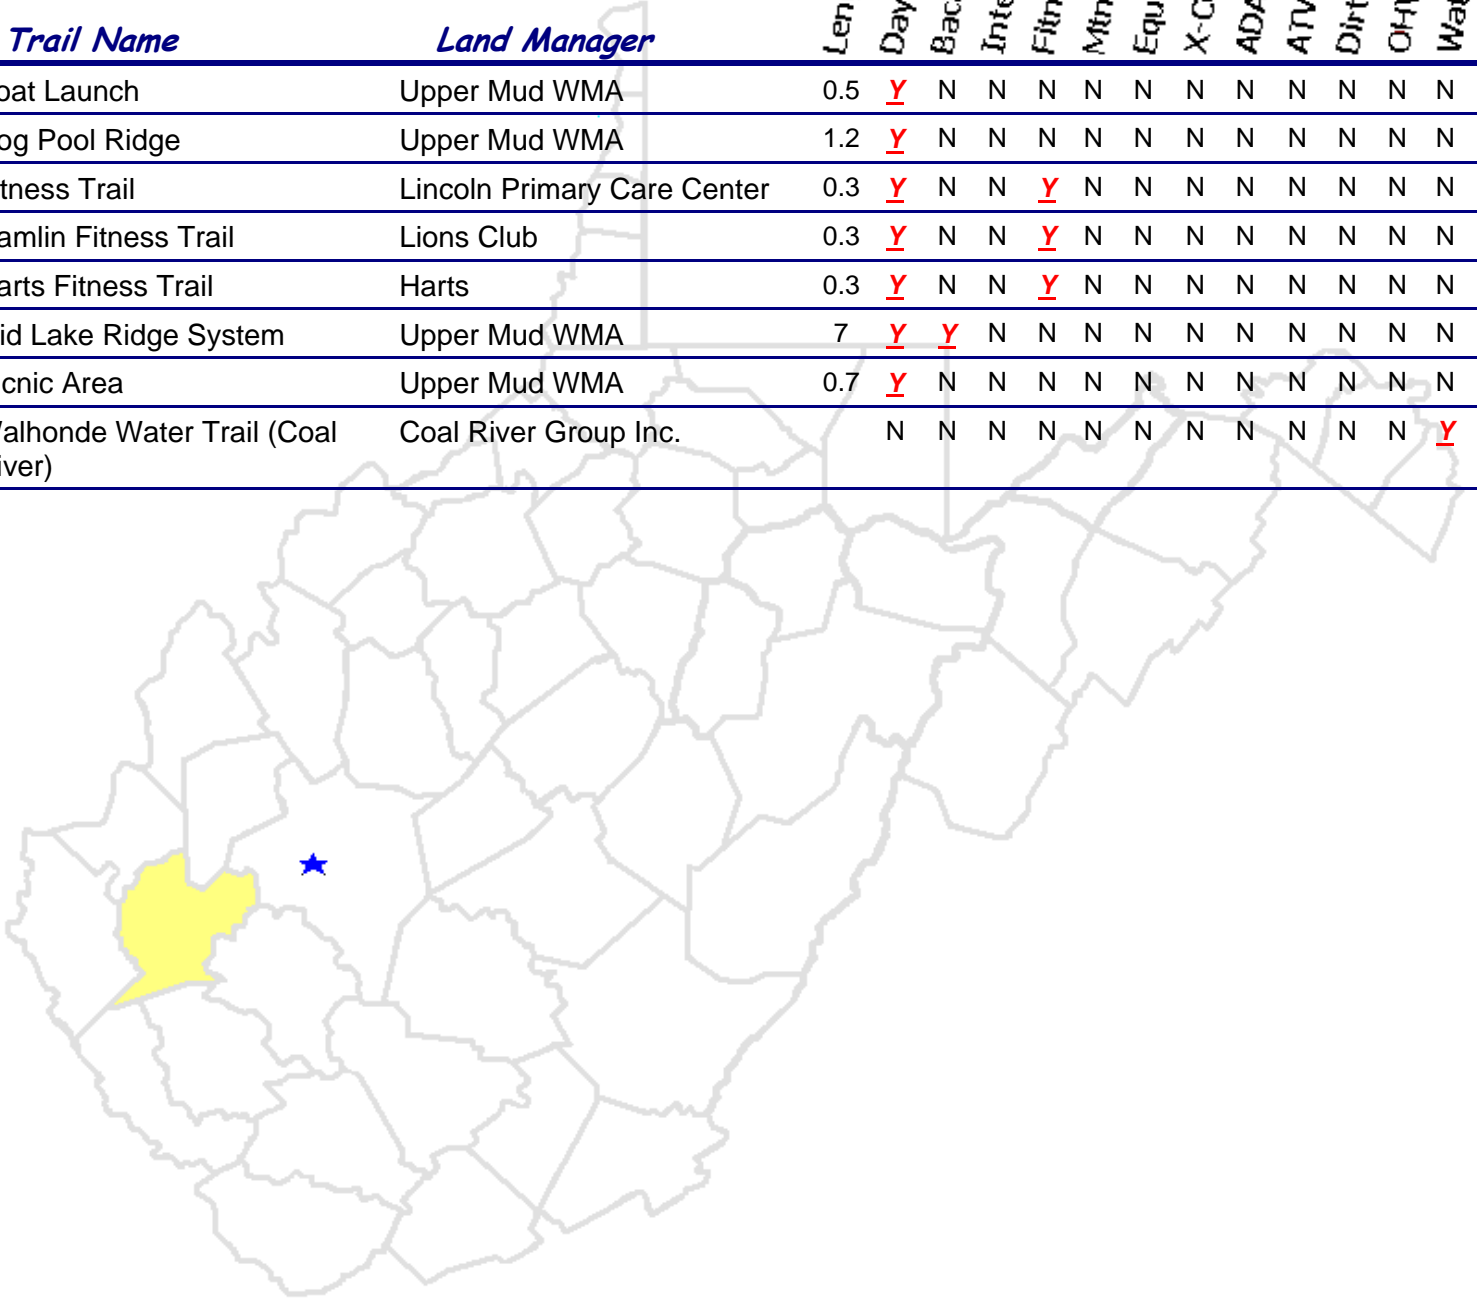 Trail Name Land Manager Len Day Bac Inte Fitn Mtn Equ X-C ADA ATV Dirt OHV Wat
oat Launch Upper Mud WMA 0.5 Y N N N N N N N N N N N
og Pool Ridge Upper Mud WMA 1.2 Y N N N N N N N N N N N
tness Trail Lincoln Primary Care Center 0.3 Y N N Y N N N N N N N N
amlin Fitness Trail Lions Club 0.3 Y N N Y N N N N N N N N
arts Fitness Trail Harts 0.3 Y N N Y N N N N N N N N
id Lake Ridge System Upper Mud WMA 7 Y Y N N N N N N N N N N
cnic Area Upper Mud WMA 0.7 Y N N N N N N N N N N N
Walhonde Water Trail (Coal Coal River Group Inc. N N N N N N N N N N N Y
iver)